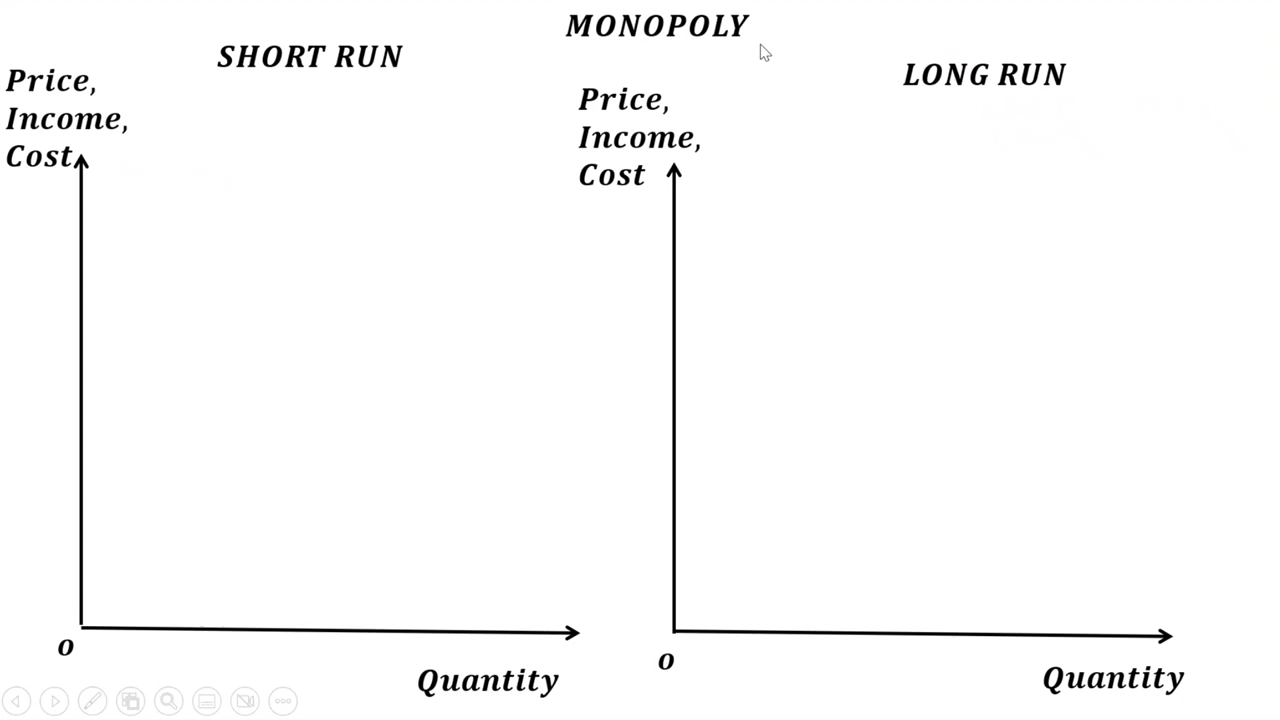 MONOPOLY
SHORT RUN
Price,
Income,
Cost
o
Quantity
LONG RUN
Price,
Income,
Cost
o
Quantity